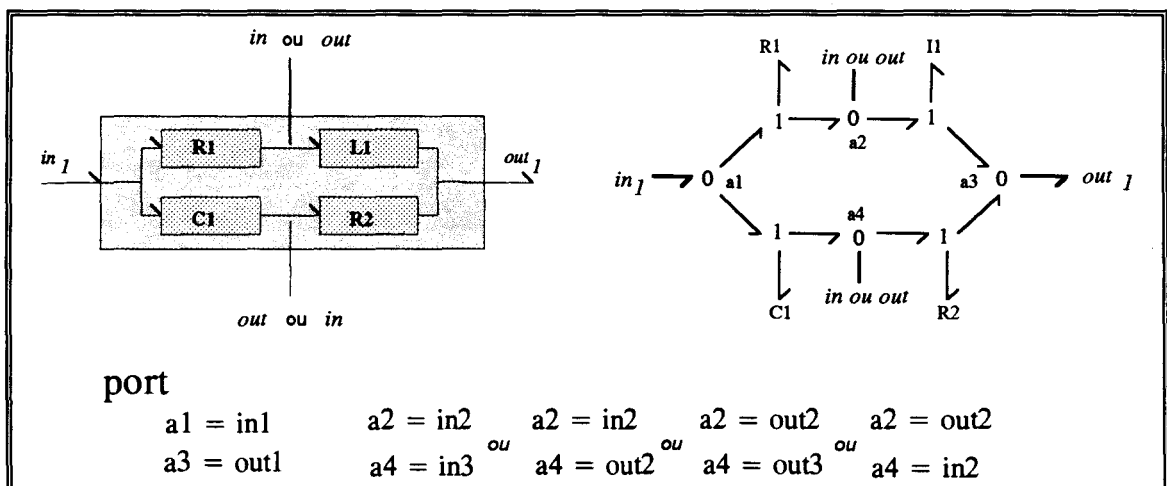 in ou out
in 1
R1
L1
C1
R2
out 1
out ou in
R1
in ou out
I1
1
0
1
a2
in 1
0
a1
a3
0
out 1
a4
1
0
1
C1
in ou out
R2
port
a1 = in1
a2 = in2
a2 = in2
a2 = out2
a2 = out2
ou
ou
ou
a3 = out1
a4 = in3
a4 = out2
a4 = out3
a4 = in2